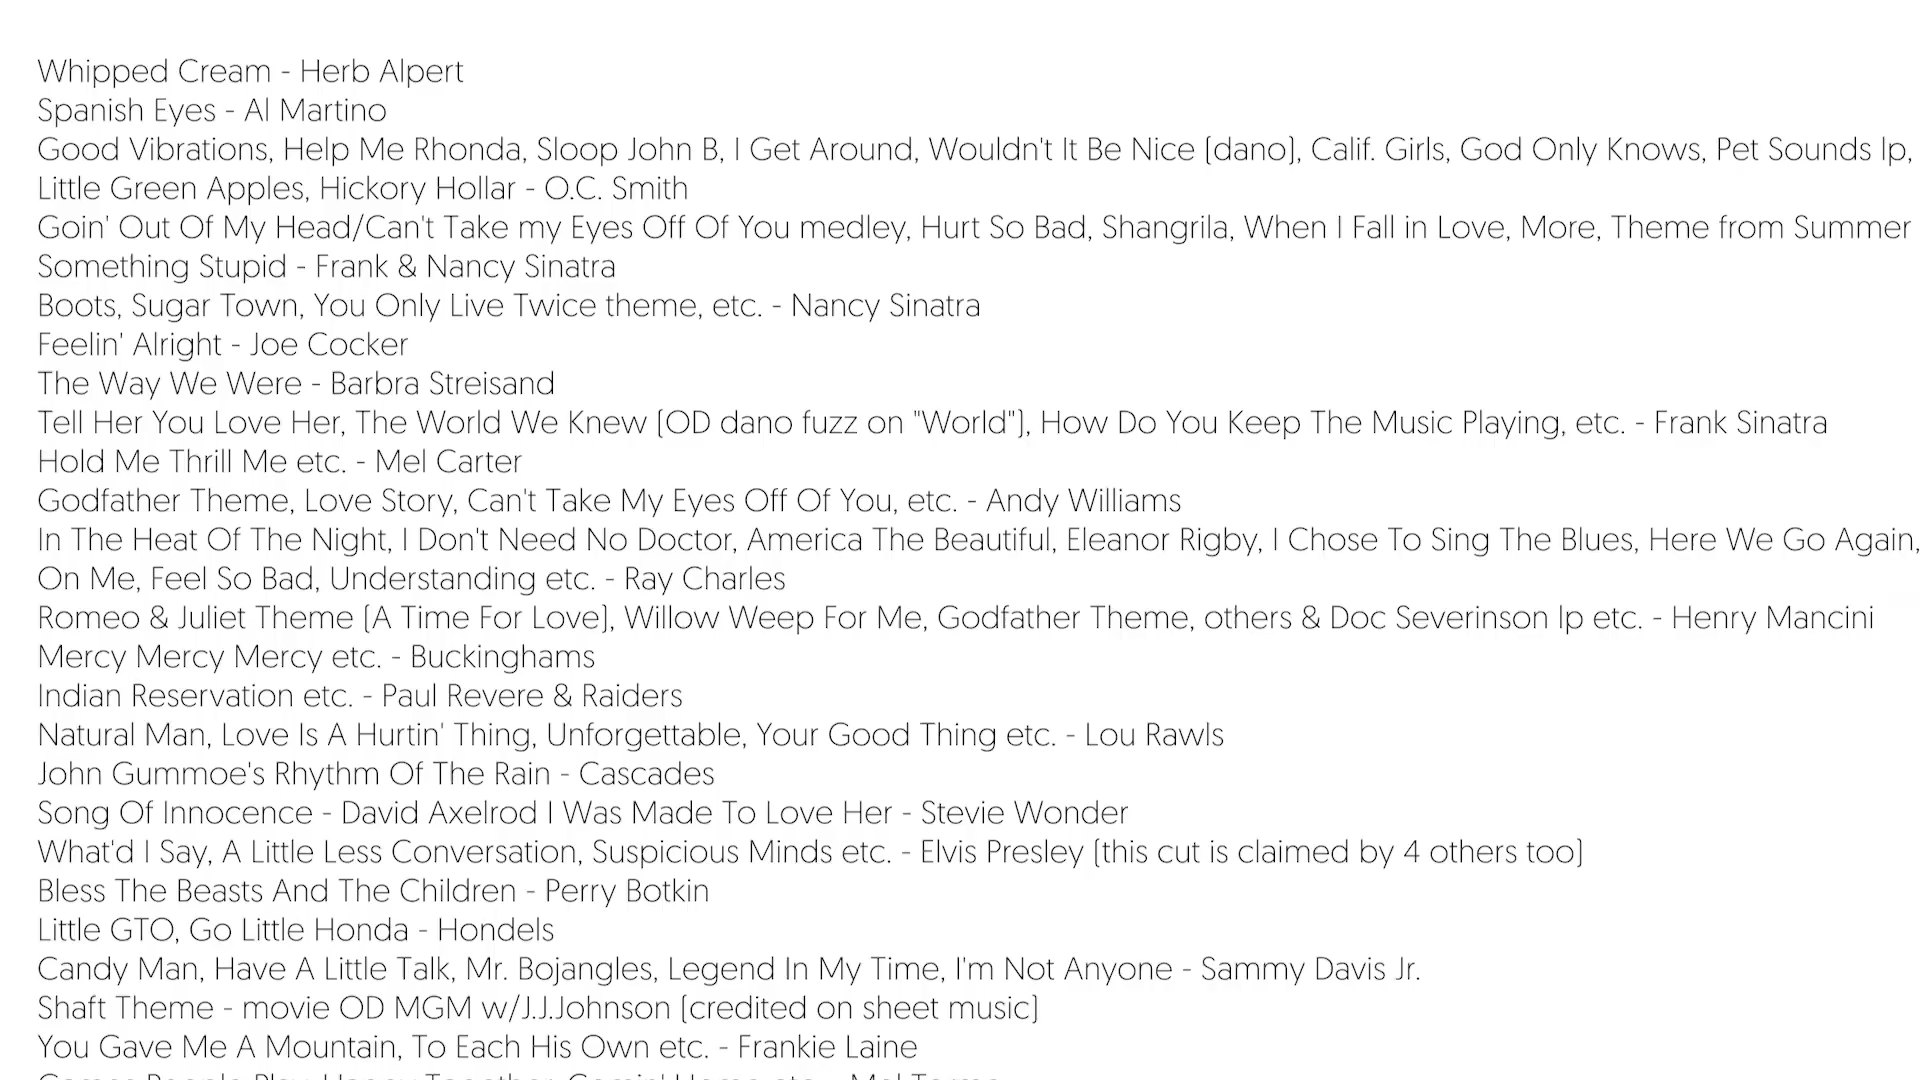 Whipped Cream - Herb Alpert
Spanish Eyes - Al Martino
Good Vibrations, Help Me Rhonda, Sloop John B, I Get Around, Wouldn't It Be Nice (dano), Calif. Girls, God Only Knows, Pet Sounds lp,
Little Green Apples, Hickory Hollar - O.C. Smith
Goin' Out Of My Head/Can't Take my Eyes Off Of You medley, Hurt So Bad, Shangrila, When I Fall in Love, More, Theme from Summer
Something Stupid - Frank & Nancy Sinatra
Boots, Sugar Town, You Only Live Twice theme, etc. - Nancy Sinatra
Feelin' Alright - Joe Cocker
The Way We Were - Barbra Streisand
Tell Her You Love Her, The World We Knew (OD dano fuzz on "World"), How Do You Keep The Music Playing, etc. - Frank Sinatra
Hold Me Thrill Me etc. - Mel Carter
Godfather Theme, Love Story, Can't Take My Eyes Off Of You, etc. - Andy Williams
In The Heat Of The Night, I Don't Need No Doctor, America The Beautiful, Eleanor Rigby, I Chose To Sing The Blues, Here We Go Again,
On Me, Feel So Bad, Understanding etc. - Ray Charles
Romeo & Juliet Theme (A Time For Love), Willow Weep For Me, Godfather Theme, others & Doc Severinson lp etc. - Henry Mancini
Mercy Mercy Mercy etc. - Buckinghams
Indian Reservation etc. - Paul Revere & Raiders
Natural Man, Love Is A Hurtin' Thing, Unforgettable, Your Good Thing etc. - Lou Rawls
John Gummoe's Rhythm Of The Rain - Cascades
Song Of Innocence - David Axelrod I Was Made To Love Her - Stevie Wonder
What'd I Say, A Little Less Conversation, Suspicious Minds etc. - Elvis Presley (this cut is claimed by 4 others too)
Bless The Beasts And The Children - Perry Botkin
Little GTO, Go Little Honda - Hondels
Candy Man, Have A Little Talk, Mr. Bojangles, Legend In My Time, I'm Not Anyone - Sammy Davis Jr.
Shaft Theme - movie OD MGM w/J.J.Johnson (credited on sheet music)
You Gave Me A Mountain, To Each His Own etc. - Frankie Laine